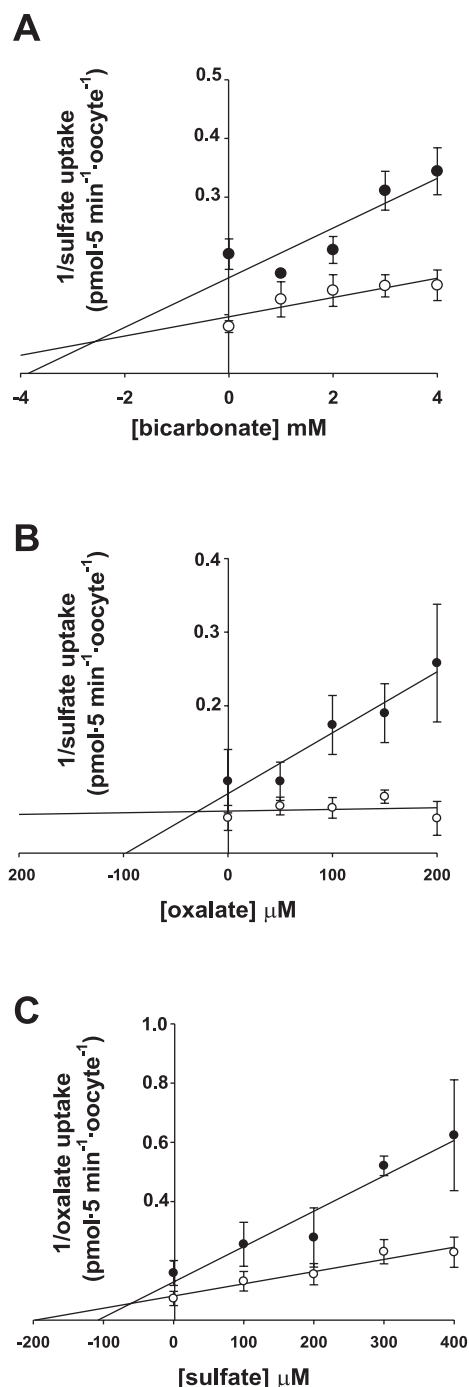 A
1/sulfate uptake
(pmol·5 min⁻¹·oocyte⁻¹)
0.5
0.4
0.3
-4 -2 0 2 4
[bicarbonate] mM
B
1/sulfate uptake
(pmol·5 min⁻¹·oocyte⁻¹)
0.4
0.3
0.2
200 -100 0 100 200
[oxalate] μM
C
1/oxalate uptake
(pmol·5 min⁻¹·oocyte⁻¹)
1.0
0.8
0.6
0.4
-200 -100 0 100 200 300 400
[sulfate] μM